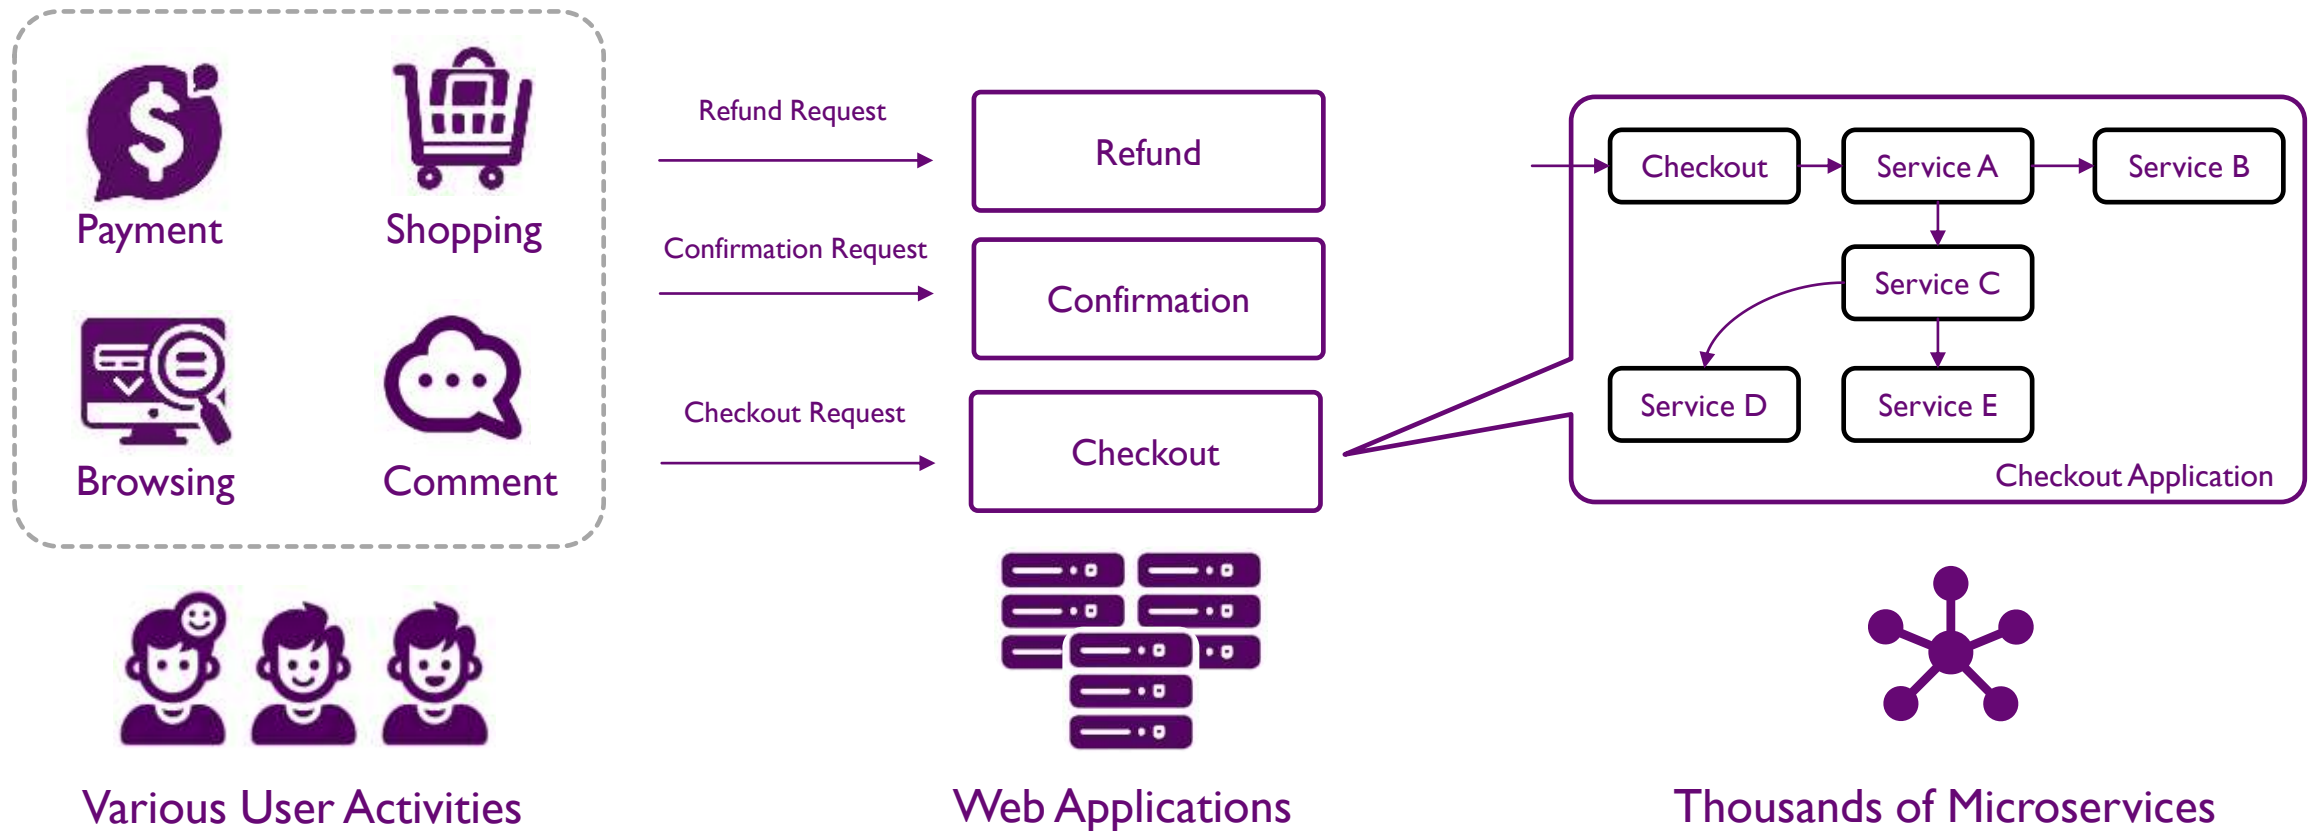 Payment
Shopping
Browsing
Comment
Various User Activities
Refund Request
Confirmation Request
Checkout Request
Refund
Confirmation
Checkout
Web Applications
Checkout
Service A
Service B
Service C
Service D
Service E
Checkout Application
Thousands of Microservices